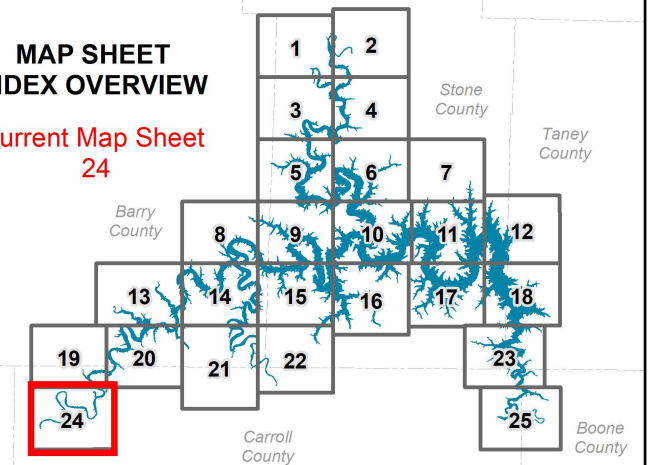 MAP SHEET
NDEX OVERVIEW
urrent Map Sheet
24
1
2
Stone
County
3
4
Taney
County
5
6
7
Barry
County
8
9
10
11
12
13
14
15
16
17
18
19
20
21
22
23
24
25
Carroll
County
Boone
County